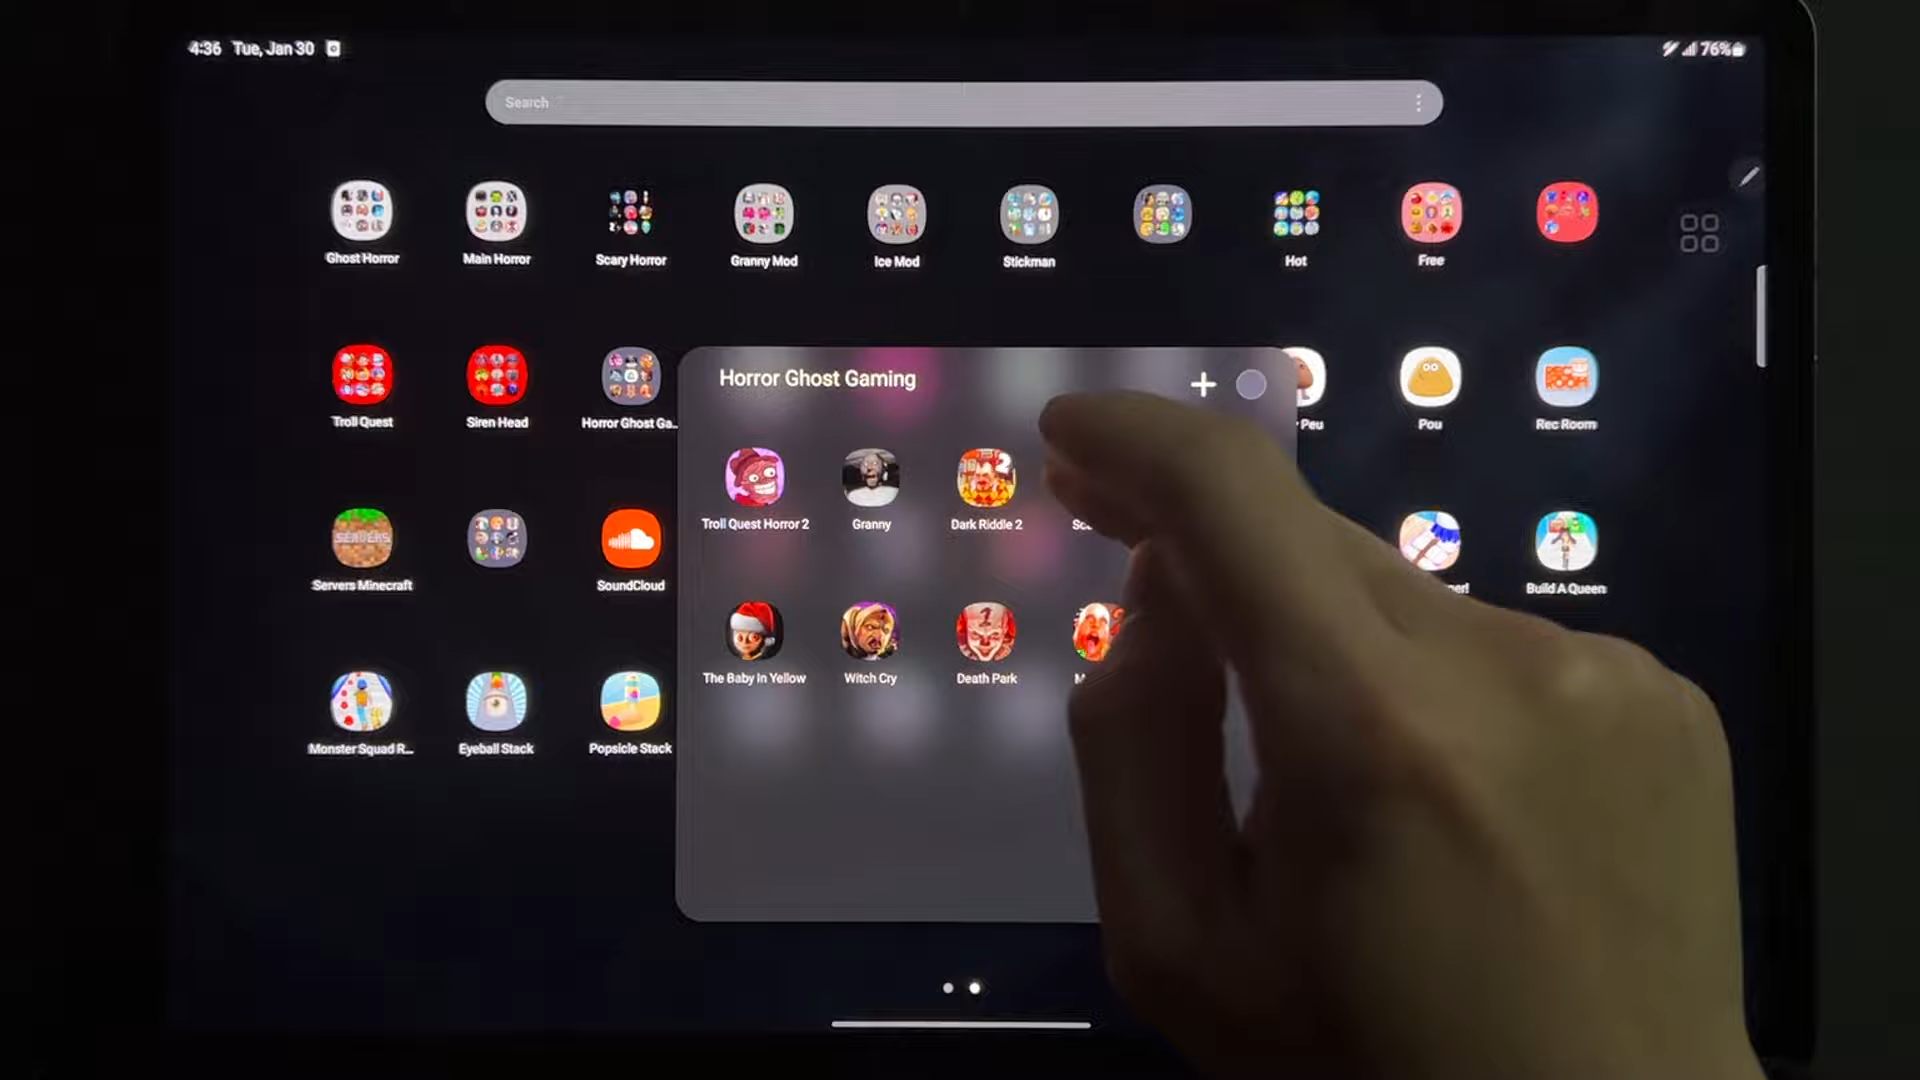 4:36 Tue, Jan 30
76%
Search
Ghost Horror
Main Horror
Scary Horror
Granny Mod
Ice Mod
Stickman
Hot
Free
Troll Quest
Siren Head
Horror Ghost Ga...
Horror Ghost Gaming
Peu
Pou
Rec Room
Troll Quest Horror 2
Granny
2
Dark Riddle 2
SERVERS
Servers Minecraft
SoundCloud
Build A Queen
The Baby In Yellow
Witch Cry
Death Park
Monster Squad R...
Eyeball Stack
Popsicle Stack